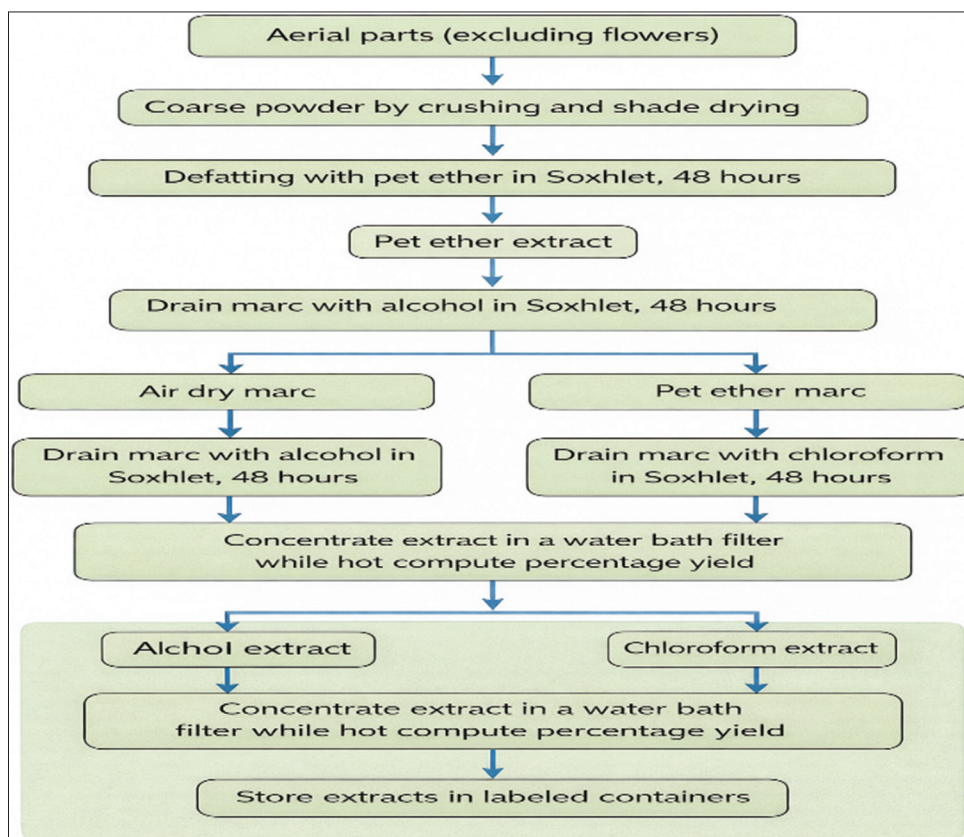 Aerial parts (excluding flowers)
Coarse powder by crushing and shade drying
Defatting with pet ether in Soxhlet, 48 hours
Pet ether extract
Drain marc with alcohol in Soxhlet, 48 hours
Air dry marc
Pet ether marc
Drain marc with alcohol in
Soxhlet, 48 hours
Drain marc with chloroform
in Soxhlet, 48 hours
Concentrate extract in a water bath filter
while hot compute percentage yield
Alchol extract
Chloroform extract
Concentrate extract in a water bath
filter while hot compute percentage yield
Store extracts in labeled containers